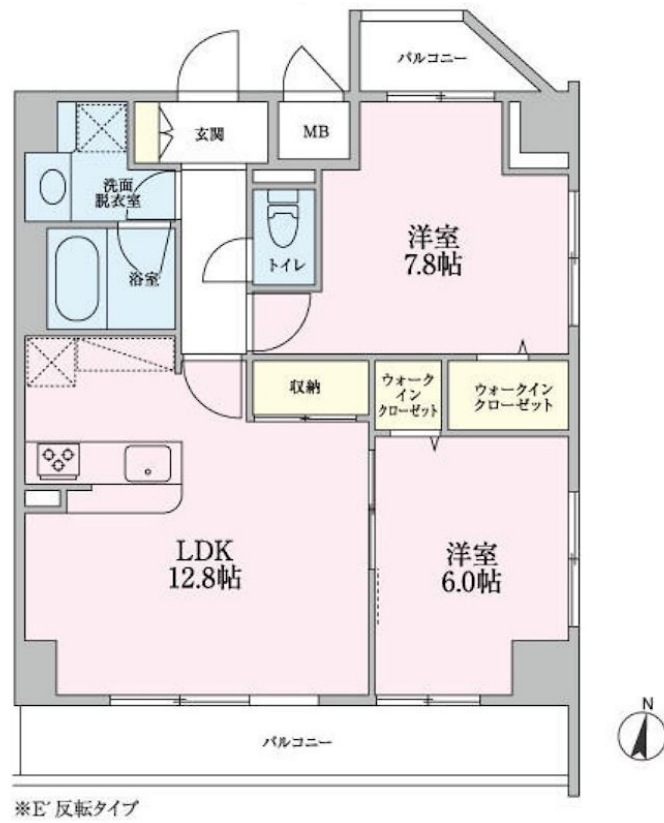 バルコニー
玄関
MB
洗面
脱衣室
トイレ
洋室
7.8帖
浴室
収納
ウォーク
イン
クローゼット
ウォークイン
クローゼット
LDK
12.8帖
洋室
6.0帖
N
バルコニー
※E´反転タイプ